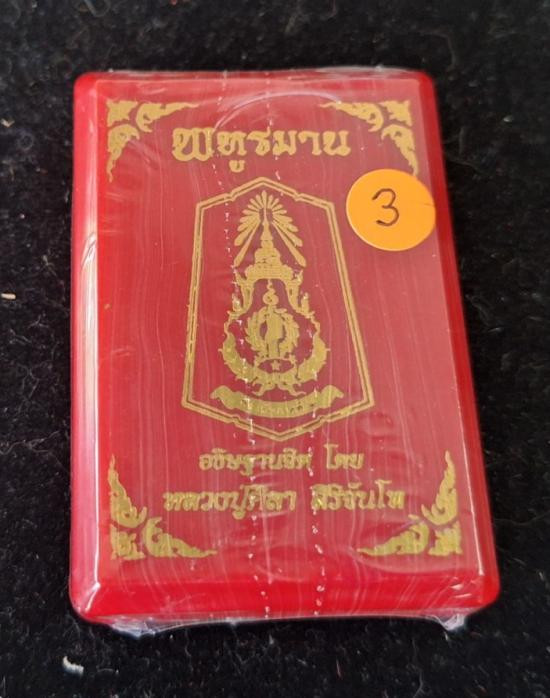 พทูรมาน
3
อธิษฐานจิต โดย
หลวงปู่ศิลา สิริจันโท